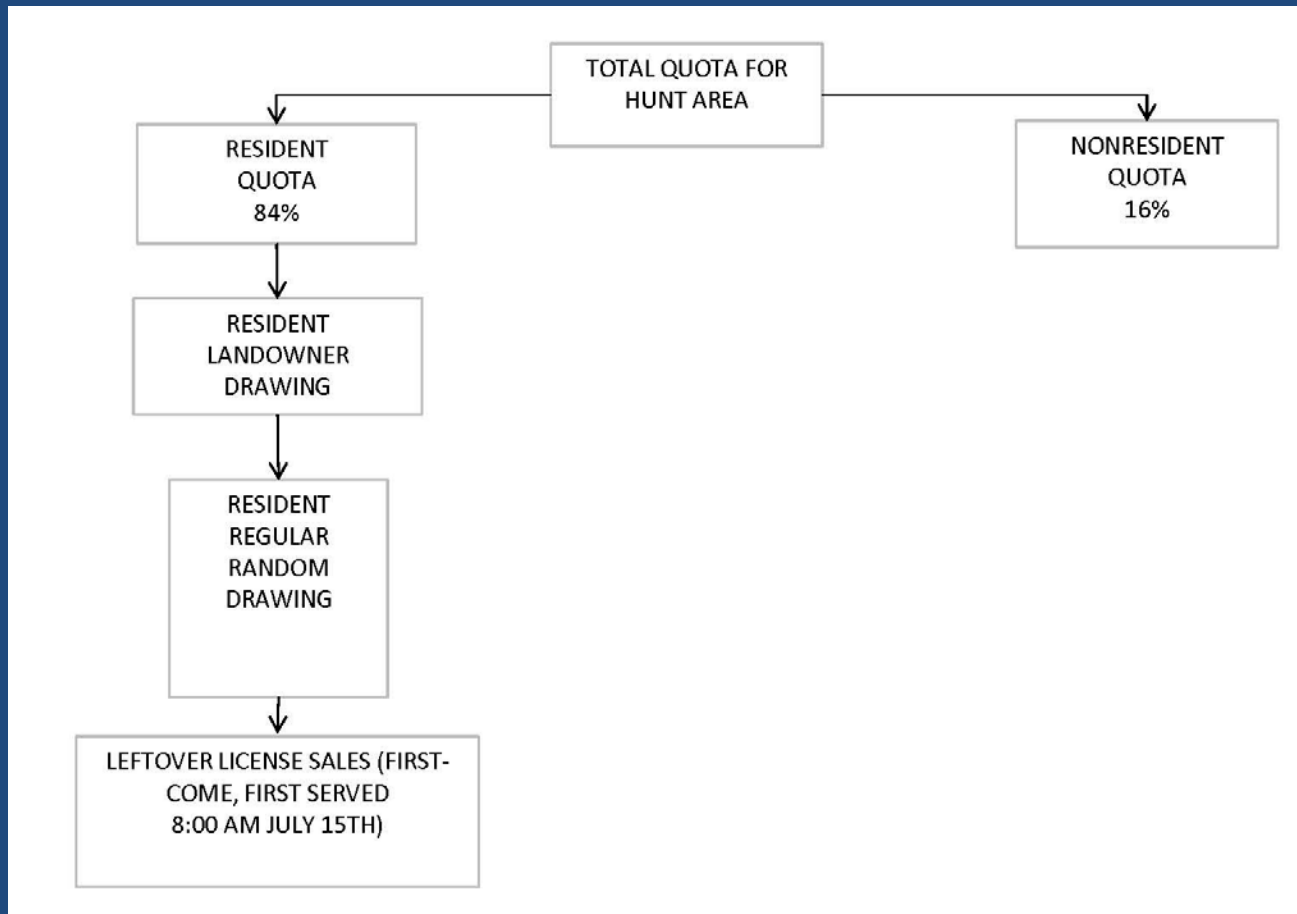 TOTAL QUOTA FOR
HUNT AREA
RESIDENT
QUOTA
84%
NONRESIDENT
QUOTA
16%
RESIDENT
LANDOWNER
DRAWING
RESIDENT
REGULAR
RANDOM
DRAWING
LEFTOVER LICENSE SALES (FIRST-
COME, FIRST SERVED
8:00 AM JULY 15TH)